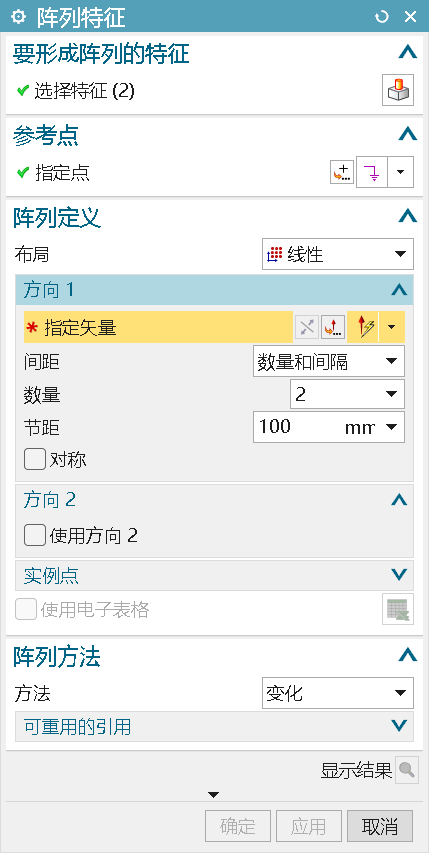 阵列特征
要形成阵列的特征
选择特征 (2)
参考点
指定点
阵列定义
布局 线性
方向 1
* 指定矢量
间距 数量和间隔
数量 2
节距 100 mm
对称
方向 2
使用方向 2
实例点
使用电子表格
阵列方法
方法 变化
可重用的引用
显示结果
确定 应用 取消